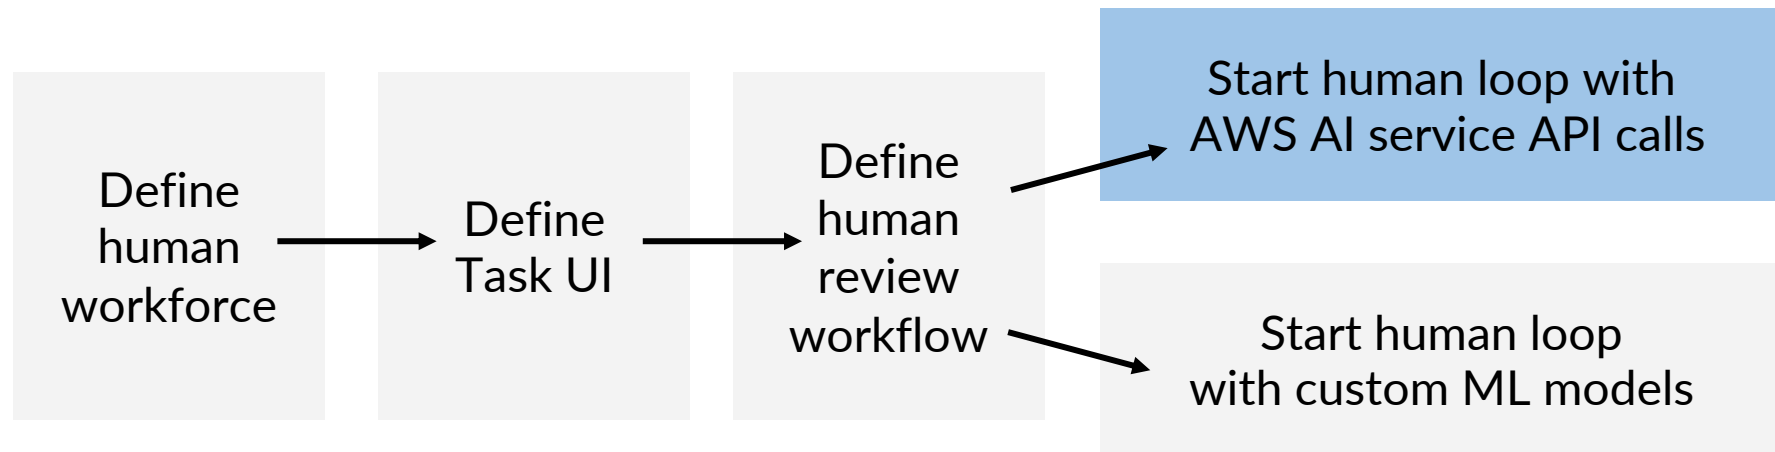 Define
human
workforce
Define
Task UI
Define
human
review
workflow
Start human loop with
AWS AI service API calls
Start human loop
with custom ML models